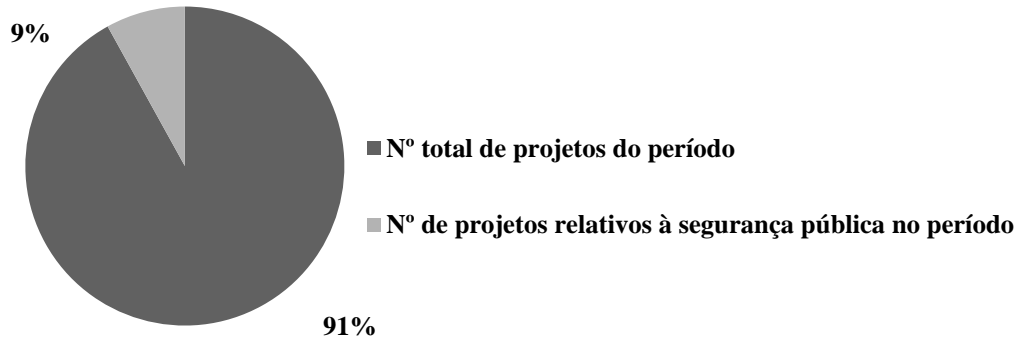 9%
Nº total de projetos do período
Nº de projetos relativos à segurança pública no período
91%